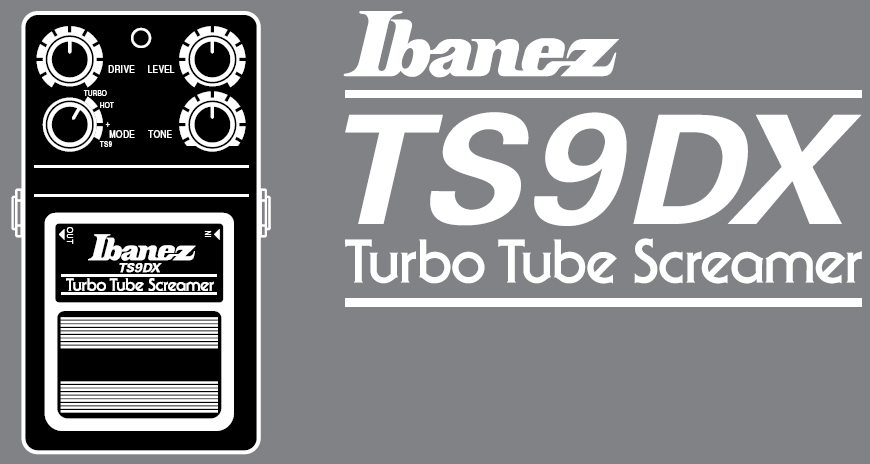 DRIVE LEVEL
TURBO
HOT
+
MODE TONE
TS9
OUT IN
Ibanez
TS9DX
Turbo Tube Screamer
Ibanez
TS9DX
Turbo Tube Screamer